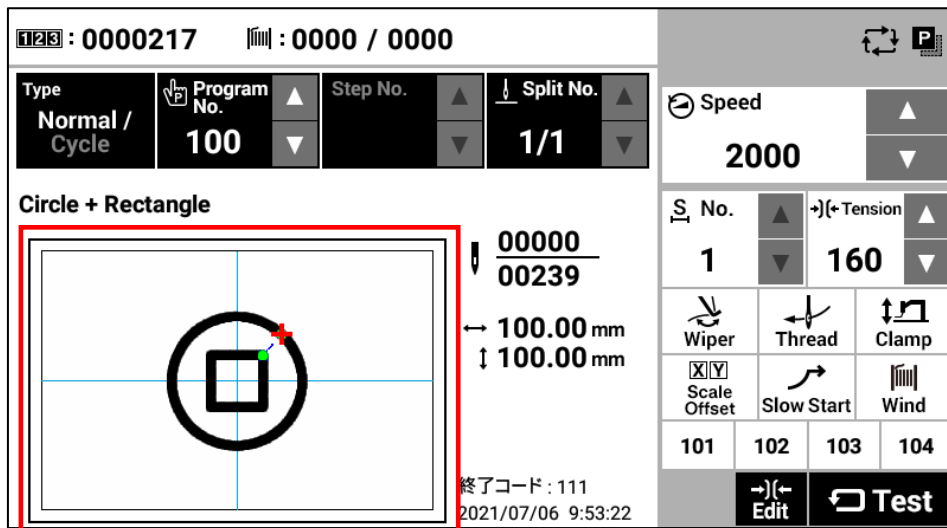 123 : 0000217 : 0000 / 0000
P
Type
Normal /
Cycle
P Program No.
100
Step No.
Split No.
1/1
Speed
2000
Circle + Rectangle
00000
00239
100.00 mm
100.00 mm
終了コード : 111
2021/07/06 9:53:22
S No.
1
Tension
160
Wiper
Thread
Clamp
X Y
Scale
Offset
Slow Start
Wind
101 102 103 104
Edit
Test